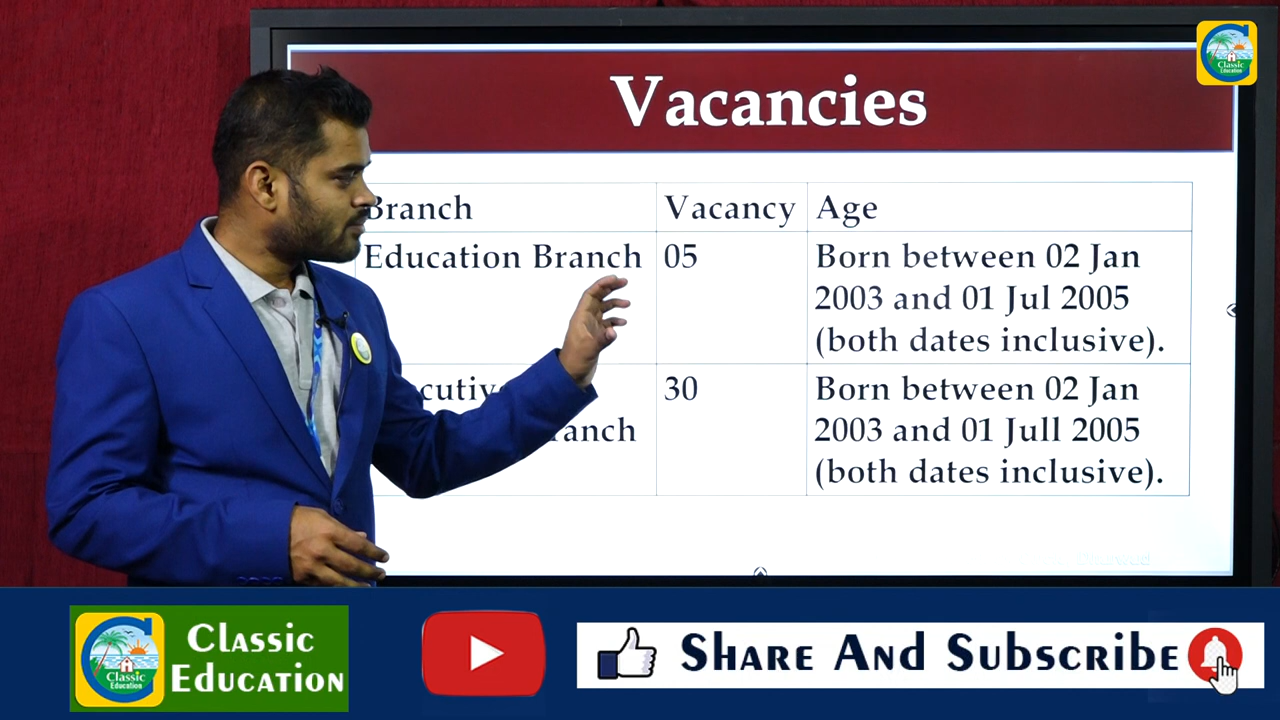 Classic
Education
Vacancies
Branch Vacancy Age
Education Branch 05 Born between 02 Jan
2003 and 01 Jul 2005
(both dates inclusive).
30 Born between 02 Jan
2003 and 01 Jull 2005
(both dates inclusive).
Classic
Education
Classic
Education
Share And Subscribe